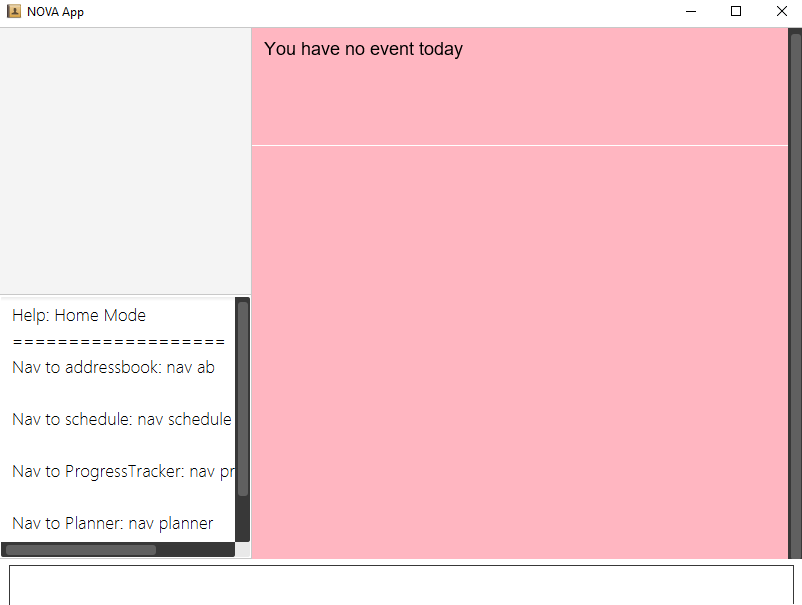 NOVA App
You have no event today
Help: Home Mode
===================
Nav to addressbook: nav ab
Nav to schedule: nav schedule
Nav to ProgressTracker: nav pr
Nav to Planner: nav planner